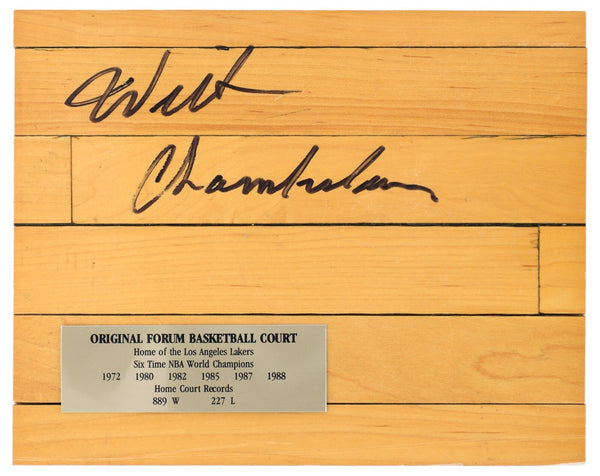 Wilt
Chamberlain
ORIGINAL FORUM BASKETBALL COURT
Home of the Los Angeles Lakers
Six Time NBA World Champions
1972 1980 1982 1985 1987 1988
Home Court Records
889 W 227 L